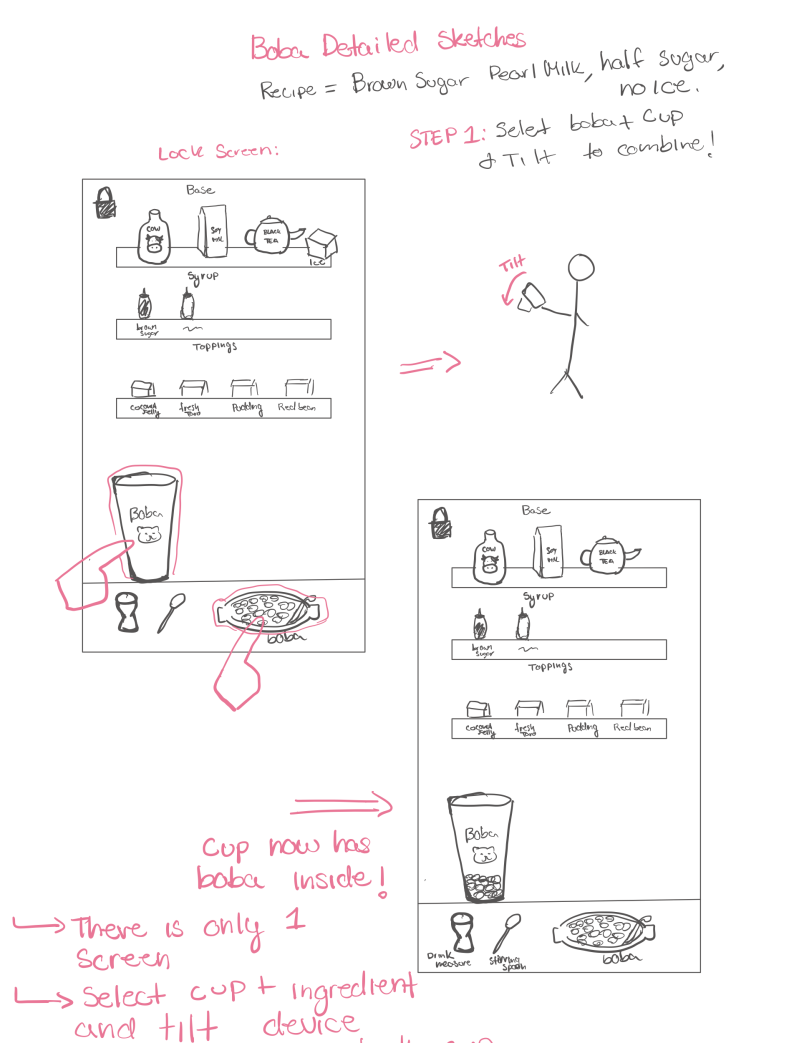 Boba Detailed Sketches
Recipe = Brown Sugar Pearl Milk, half sugar,
no Ice.
STEP 1: Select boba + Cup
& Tilt to combine!
Lock Screen:
Base
COW
SOY
MILK
BLACK
TEA
Ice
Syrup
brown
sugar
Toppings
coconut
jelly
fresh
Pudding
Red bean
Boba
boba
Tilt
Base
COW
SOY
MILK
BLACK
TEA
Syrup
brown
sugar
Toppings
coconut
jelly
fresh
Pudding
Red bean
Boba
Drink
measure
Stirring
Spoon
boba
Cup now has
boba inside!
There is only 1
Screen
Select cup + ingredient
and tilt device